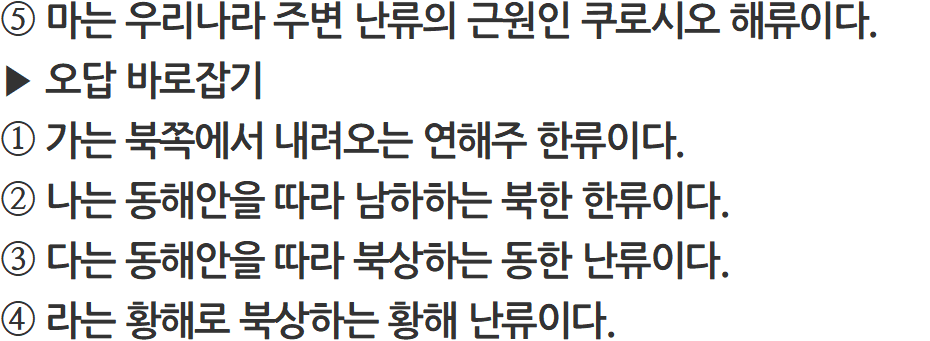 ⑤ 마는 우리나라 주변 난류의 근원인 쿠로시오 해류이다.
▶ 오답 바로잡기
① 가는 북쪽에서 내려오는 연해주 한류이다.
② 나는 동해안을 따라 남하하는 북한 한류이다.
③ 다는 동해안을 따라 북상하는 동한 난류이다.
④ 라는 황해로 북상하는 황해 난류이다.